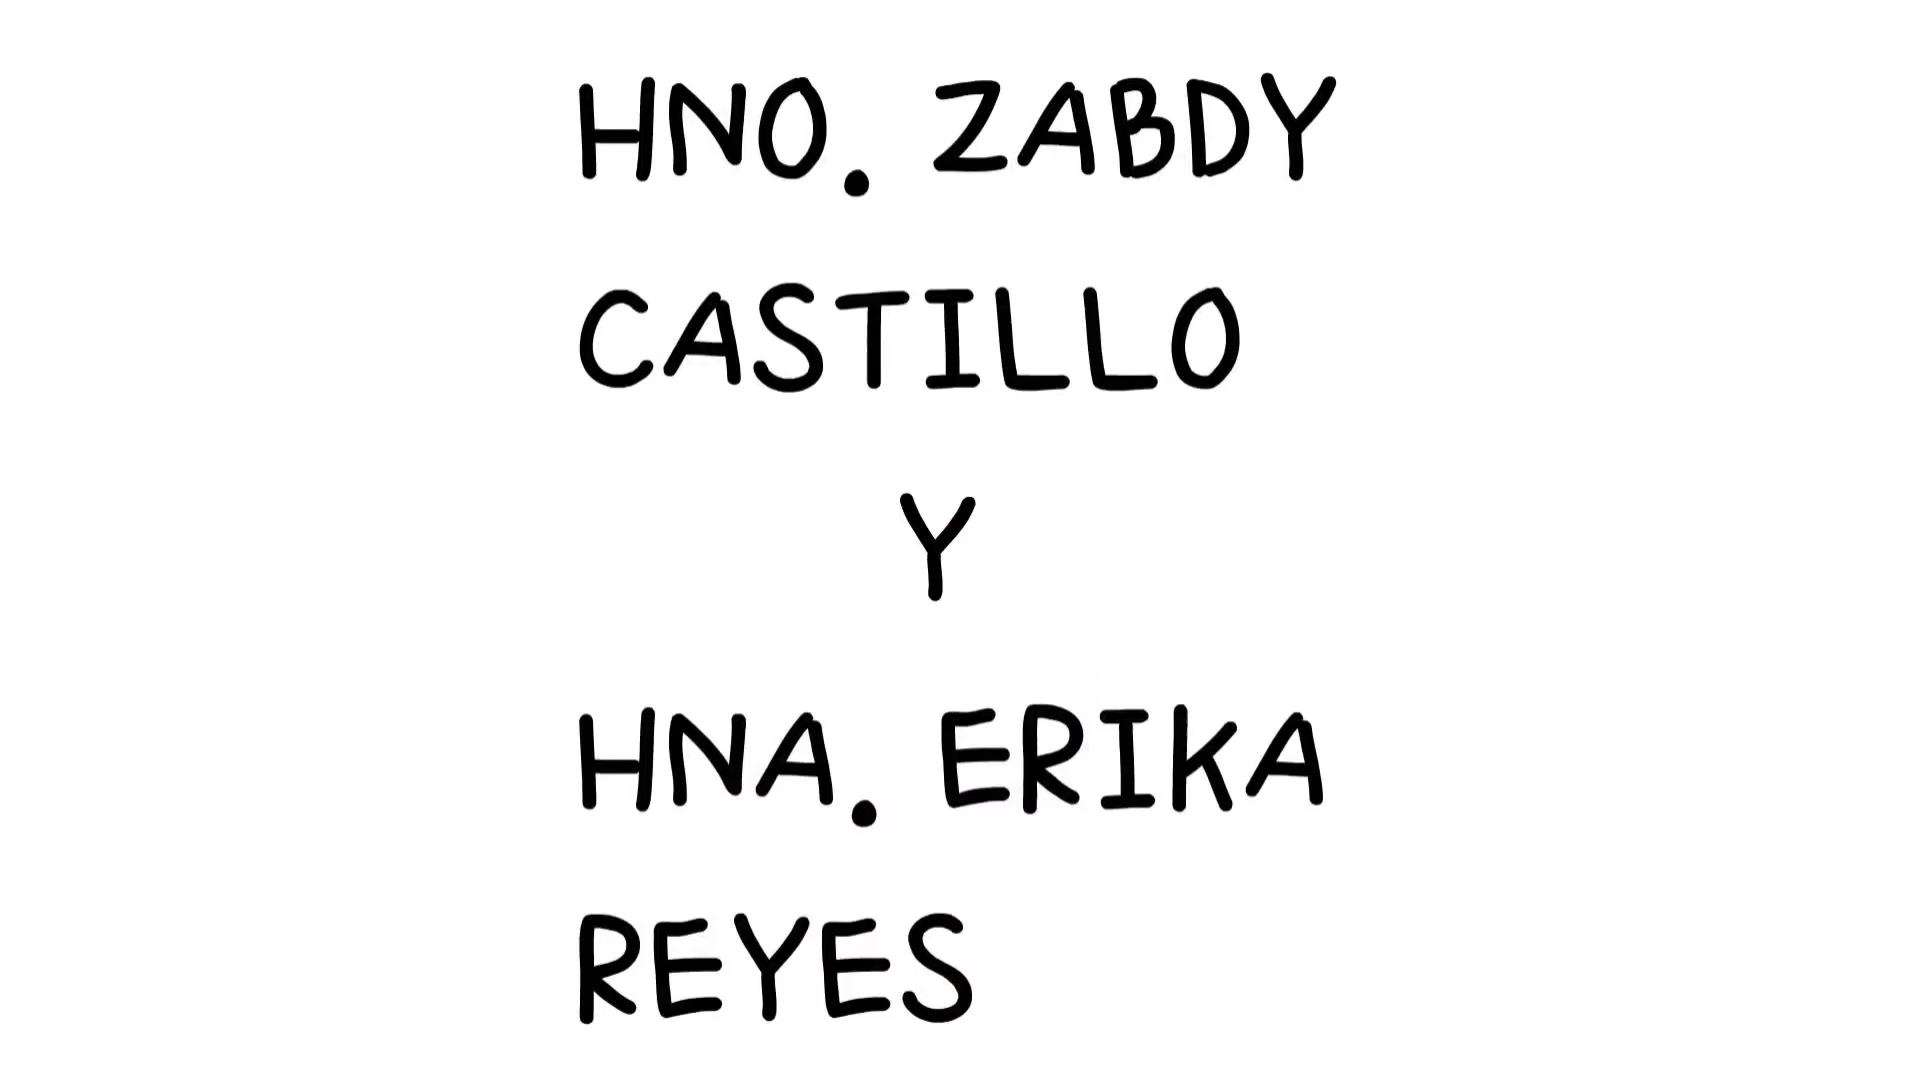 HNO. ZABDY
CASTILLO
Y
HNA. ERIKA
REYES